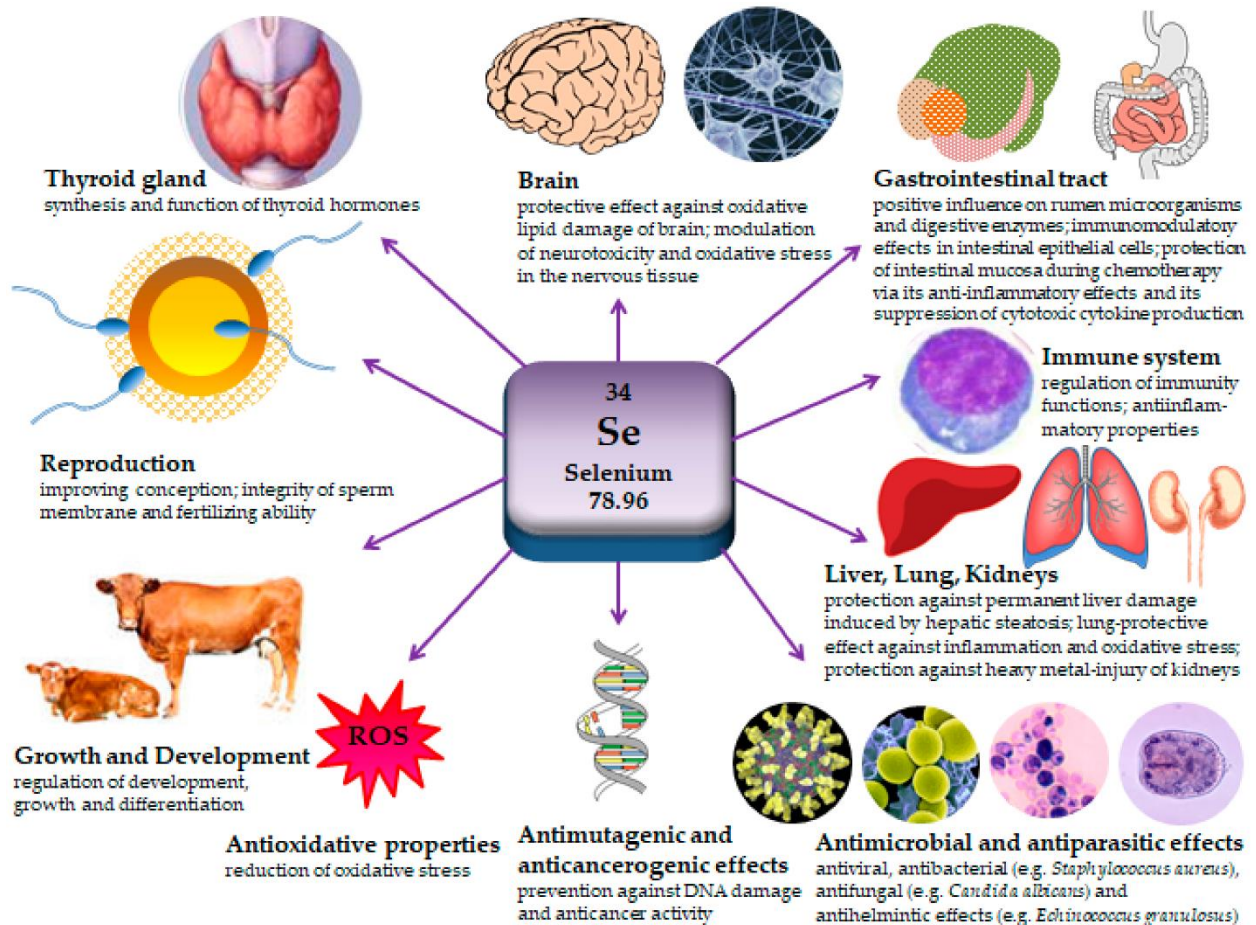 Thyroid gland
synthesis and function of thyroid hormones
Brain
protective effect against oxidative
lipid damage of brain; modulation
of neurotoxicity and oxidative stress
in the nervous tissue
Gastrointestinal tract
positive influence on rumen microorganisms
and digestive enzymes; immunomodulatory
effects in intestinal epithelial cells; protection
of intestinal mucosa during chemotherapy
via its anti-inflammatory effects and its
suppression of cytotoxic cytokine production
Immune system
regulation of immunity
functions; antiinflam-
matory properties
34
Se
Selenium
78.96
Reproduction
improving conception; integrity of sperm
membrane and fertilizing ability
Liver, Lung, Kidneys
protection against permanent liver damage
induced by hepatic steatosis; lung-protective
effect against inflammation and oxidative stress;
protection against heavy metal-injury of kidneys
ROS
Growth and Development
regulation of development,
growth and differentiation
Antioxidative properties
reduction of oxidative stress
Antimutagenic and
anticancerogenic effects
prevention against DNA damage
and anticancer activity
Antimicrobial and antiparasitic effects
antiviral, antibacterial (e.g. Staphylococcus aureus),
antifungal (e.g. Candida albicans) and
antihelmintic effects (e.g. Echinococcus granulosus)